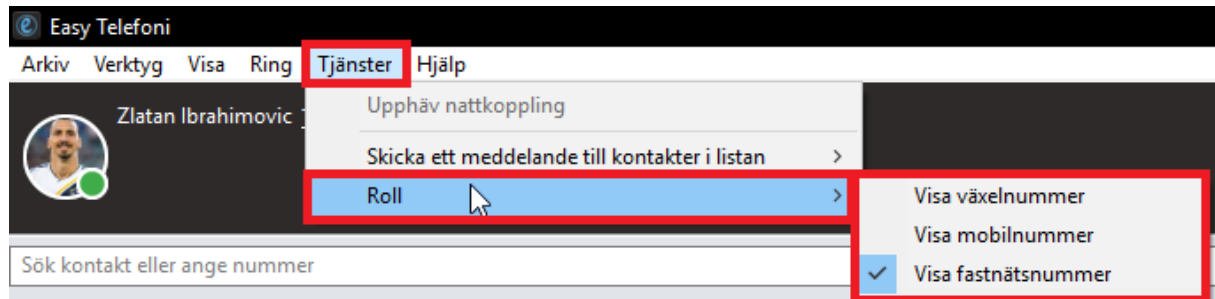 Easy Telefoni
Arkiv Verktyg Visa Ring Tjänster Hjälp
Zlatan Ibrahimovic
Upphäv nattkoppling
Skicka ett meddelande till kontakter i listan
Roll
Visa växelnummer
Visa mobilnummer
Visa fastnätsnummer
Sök kontakt eller ange nummer